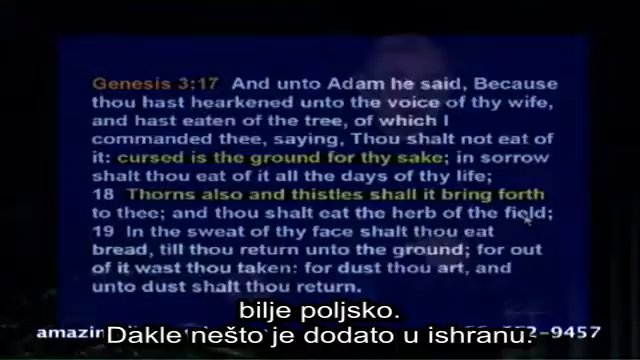 Genesis 3:17 And unto Adam he said, Because
thou hast hearkened unto the voice of thy wife,
and hast eaten of the tree, of which I
commanded thee, saying, Thou shalt not eat of
it: cursed is the ground for thy sake; in sorrow
shalt thou eat of it all the days of thy life;
18 Thorns also and thistles shall it bring forth
to thee; and thou shalt eat the herb of the field;
19 In the sweat of thy face shalt thou eat
bread, till thou return unto the ground; for out
of it wast thou taken: for dust thou art, and
unto dust shalt thou return.
bilje poljsko.
Dakle nešto je dodato u ishranu.